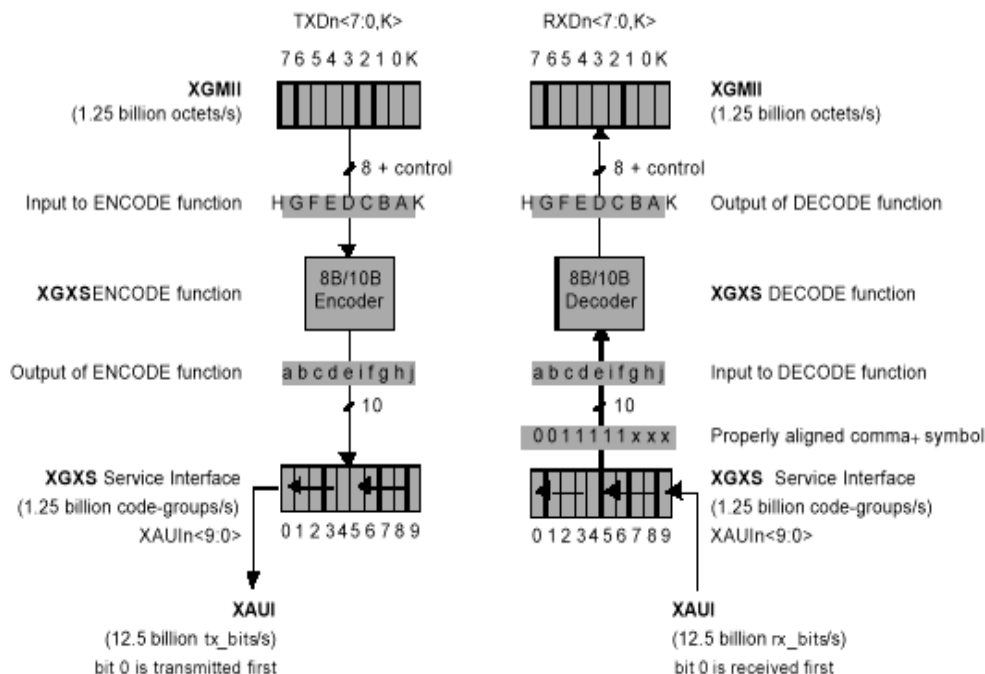 TXDn<7:0,K>
7 6 5 4 3 2 1 0 K
XGMII
(1.25 billion octets/s)
8 + control
Input to ENCODE function
H G F E D C B A K
8B/10B
Encoder
XGXS ENCODE function
Output of ENCODE function
a b c d e i f g h j
10
XGXS Service Interface
(1.25 billion code-groups/s)
XAUIn<9:0>
0 1 2 3 4 5 6 7 8 9
XAUI
(12.5 billion tx_bits/s)
bit 0 is transmitted first
RXDn<7:0,K>
7 6 5 4 3 2 1 0 K
XGMII
(1.25 billion octets/s)
8 + control
H G F E D C B A K
Output of DECODE function
8B/10B
Decoder
XGXS DECODE function
a b c d e i f g h j
Input to DECODE function
10
0 0 1 1 1 1 1 x x x
Properly aligned comma+ symbol
XGXS Service Interface
(1.25 billion code-groups/s)
XAUIn<9:0>
0 1 2 3 4 5 6 7 8 9
XAUI
(12.5 billion rx_bits/s)
bit 0 is received first